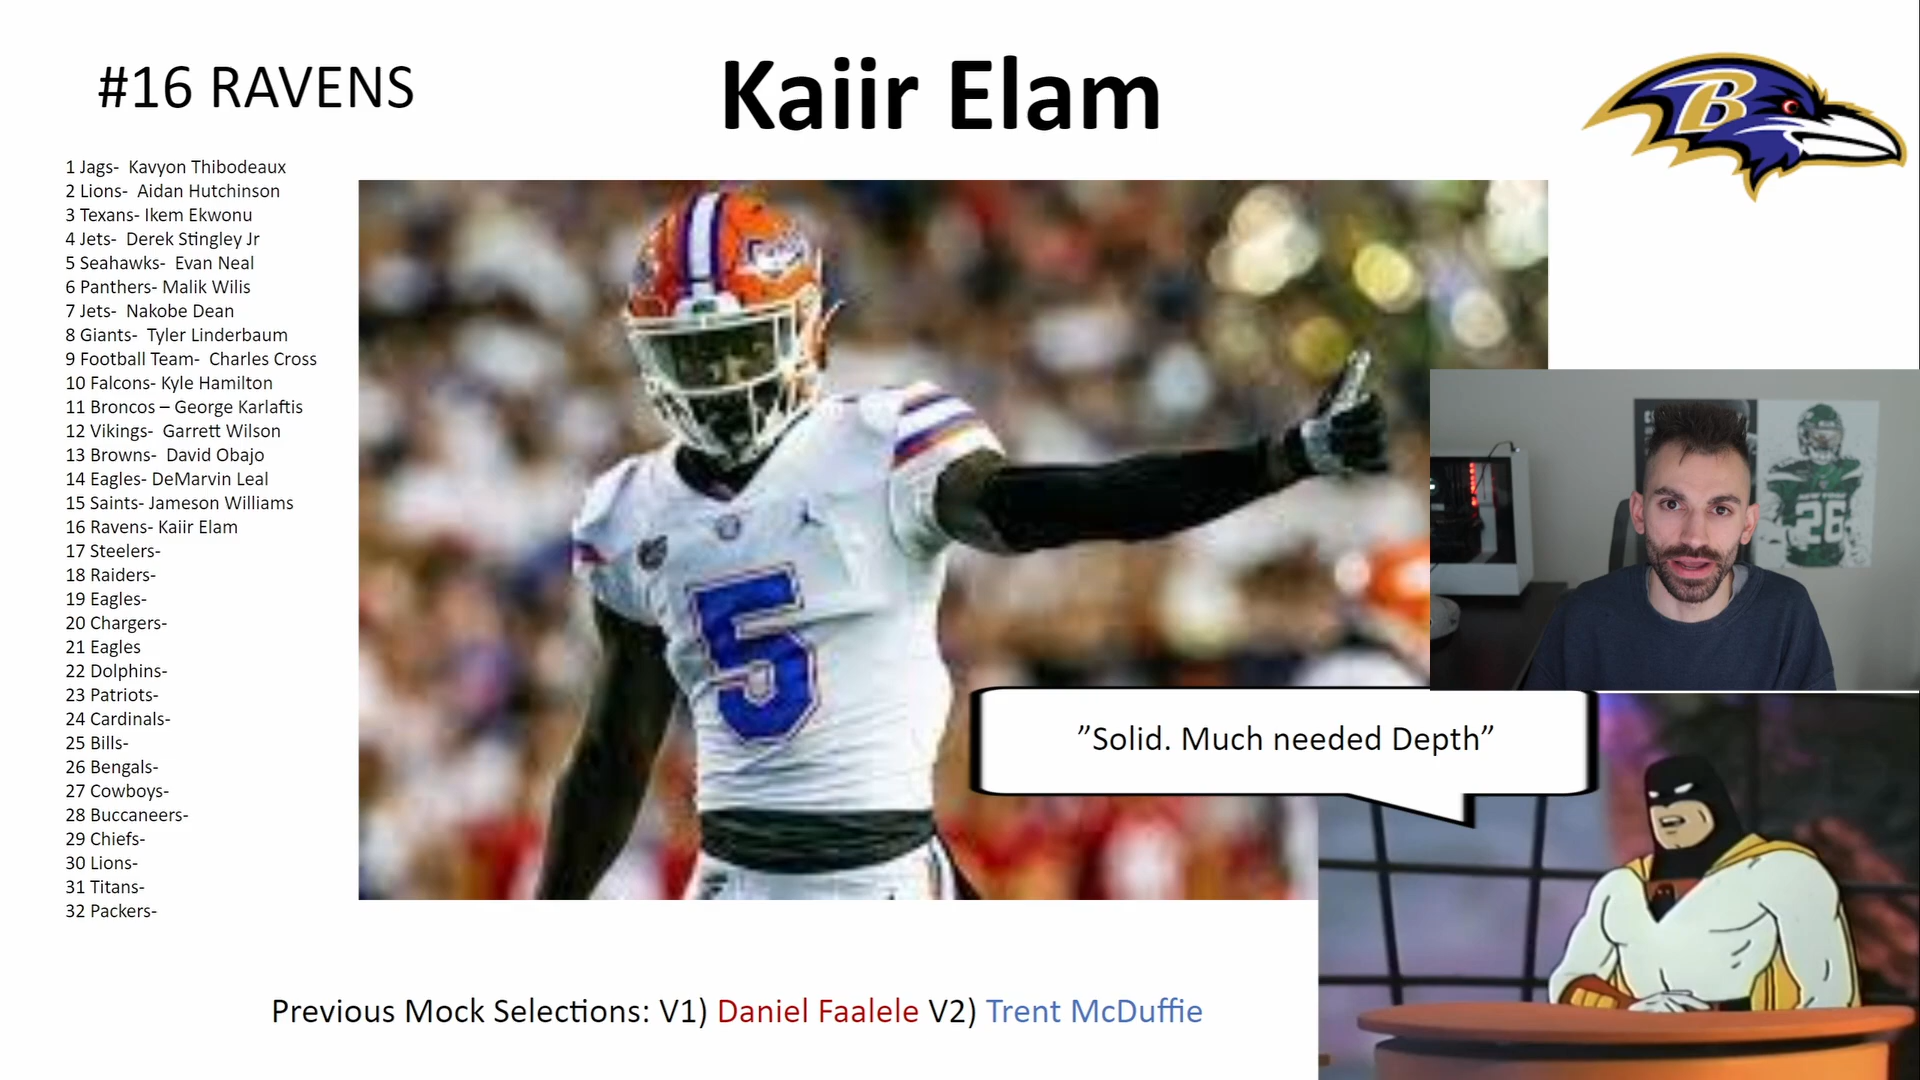 #16 RAVENS
Kaiir Elam
B
1 Jags- Kavyon Thibodeaux
2 Lions- Aidan Hutchinson
3 Texans- Ikem Ekwonu
4 Jets- Derek Stingley Jr
5 Seahawks- Evan Neal
6 Panthers- Malik Wilis
7 Jets- Nakobe Dean
8 Giants- Tyler Linderbaum
9 Football Team- Charles Cross
10 Falcons- Kyle Hamilton
11 Broncos – George Karlaftis
12 Vikings- Garrett Wilson
13 Browns- David Obajo
14 Eagles- DeMarvin Leal
15 Saints- Jameson Williams
16 Ravens- Kaiir Elam
17 Steelers-
18 Raiders-
19 Eagles-
20 Chargers-
21 Eagles
22 Dolphins-
23 Patriots-
24 Cardinals-
25 Bills-
26 Bengals-
27 Cowboys-
28 Buccaneers-
29 Chiefs-
30 Lions-
31 Titans-
32 Packers-
5
NEW YORK
26
”Solid. Much needed Depth”
Previous Mock Selections: V1) Daniel Faalele V2) Trent McDuffie